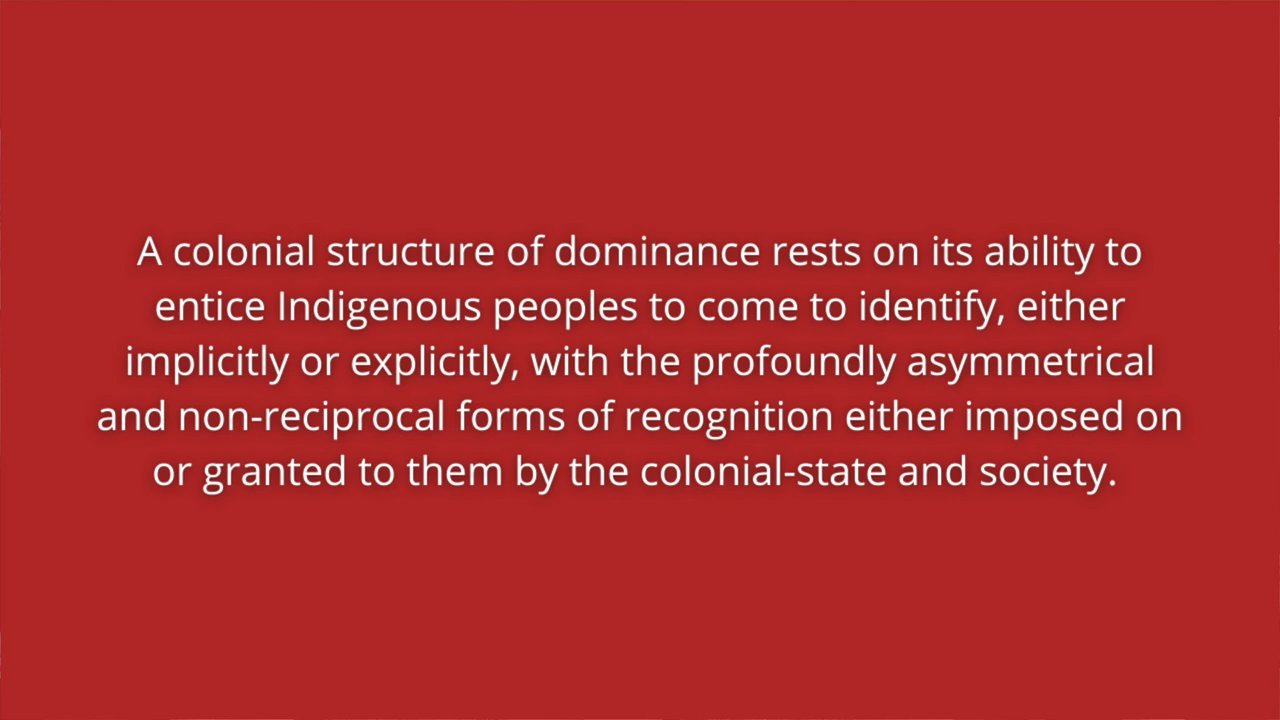 A colonial structure of dominance rests on its ability to
entice Indigenous peoples to come to identify, either
implicitly or explicitly, with the profoundly asymmetrical
and non-reciprocal forms of recognition either imposed on
or granted to them by the colonial-state and society.